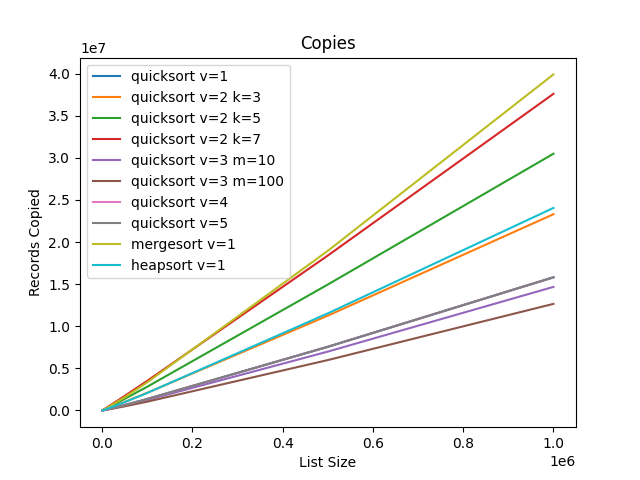 Copies
1e7
4.0
3.5
3.0
2.5
2.0
1.5
1.0
0.5
0.0
Records Copied
quicksort v=1
quicksort v=2 k=3
quicksort v=2 k=5
quicksort v=2 k=7
quicksort v=3 m=10
quicksort v=3 m=100
quicksort v=4
quicksort v=5
mergesort v=1
heapsort v=1
0.0 0.2 0.4 0.6 0.8 1.0
List Size
1e6